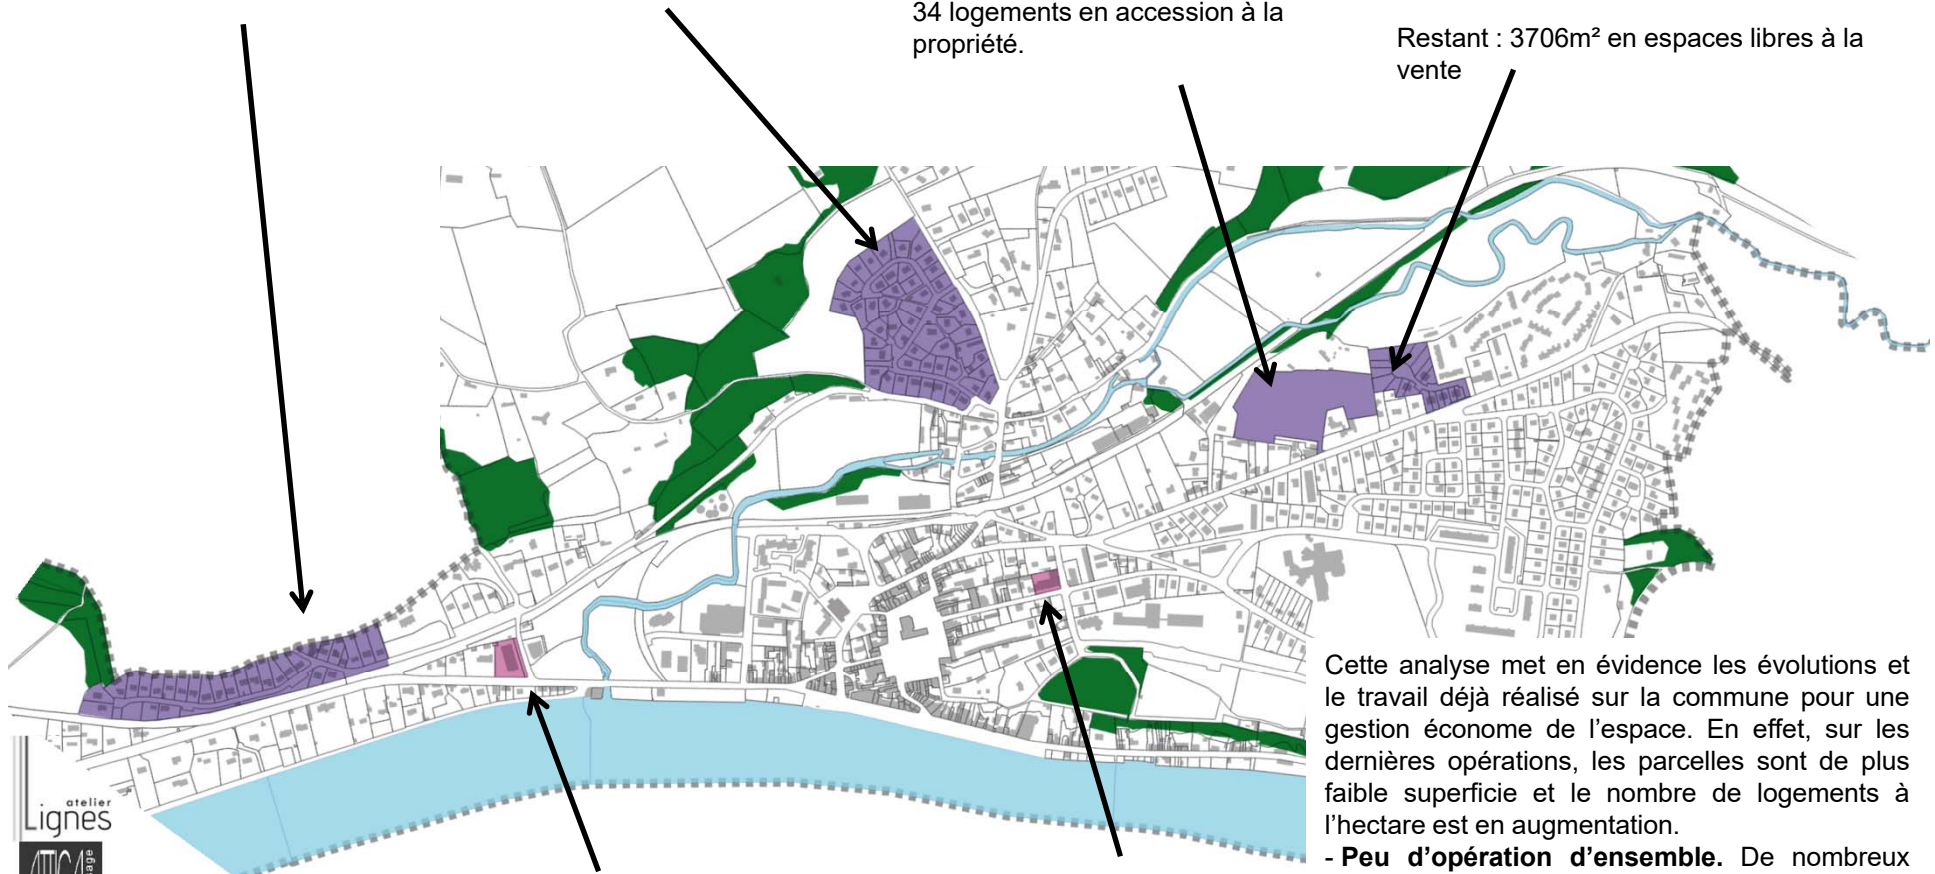 34 logements en accession à la
propriété.
Restant : 3706m² en espaces libres à la
vente
Cette analyse met en évidence les évolutions et
le travail déjà réalisé sur la commune pour une
gestion économe de l’espace. En effet, sur les
dernières opérations, les parcelles sont de plus
faible superficie et le nombre de logements à
l’hectare est en augmentation.
- Peu d’opération d’ensemble. De nombreux
atelier
Lignes